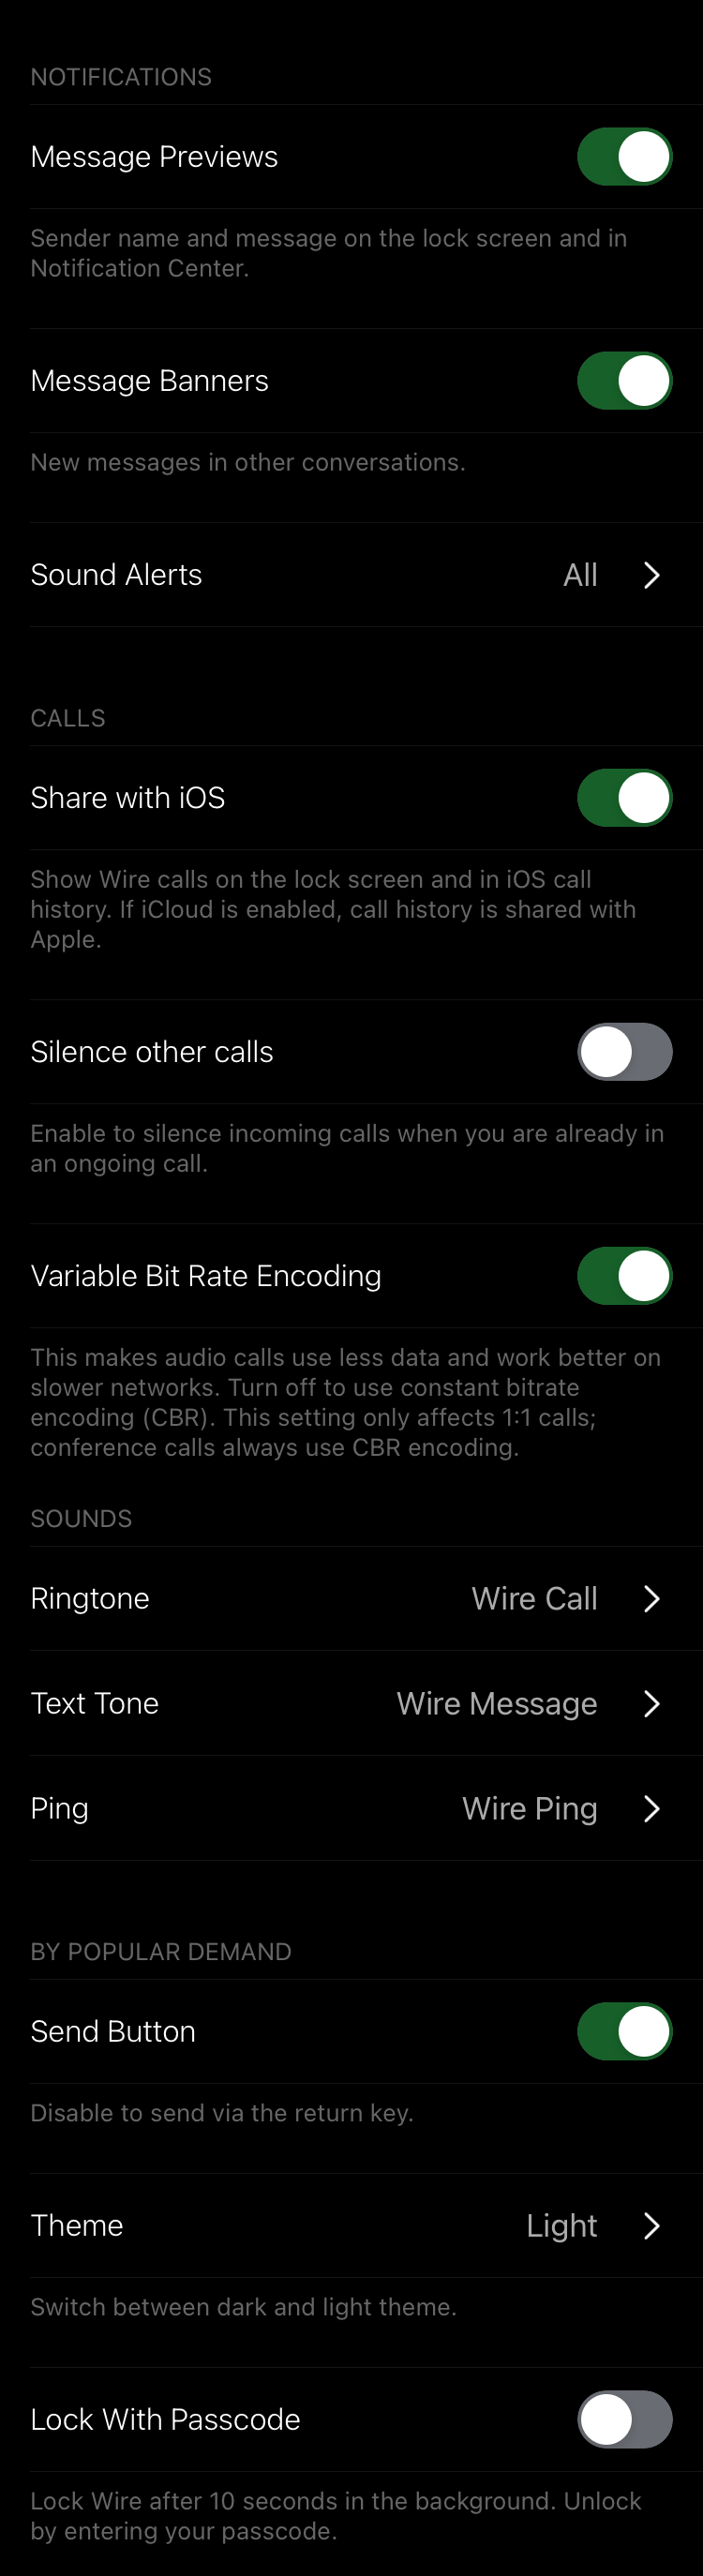 NOTIFICATIONS
Message Previews
Sender name and message on the lock screen and in
Notification Center.
Message Banners
New messages in other conversations.
Sound Alerts All
CALLS
Share with iOS
Show Wire calls on the lock screen and in iOS call
history. If iCloud is enabled, call history is shared with
Apple.
Silence other calls
Enable to silence incoming calls when you are already in
an ongoing call.
Variable Bit Rate Encoding
This makes audio calls use less data and work better on
slower networks. Turn off to use constant bitrate
encoding (CBR). This setting only affects 1:1 calls;
conference calls always use CBR encoding.
SOUNDS
Ringtone Wire Call
Text Tone Wire Message
Ping Wire Ping
BY POPULAR DEMAND
Send Button
Disable to send via the return key.
Theme Light
Switch between dark and light theme.
Lock With Passcode
Lock Wire after 10 seconds in the background. Unlock
by entering your passcode.